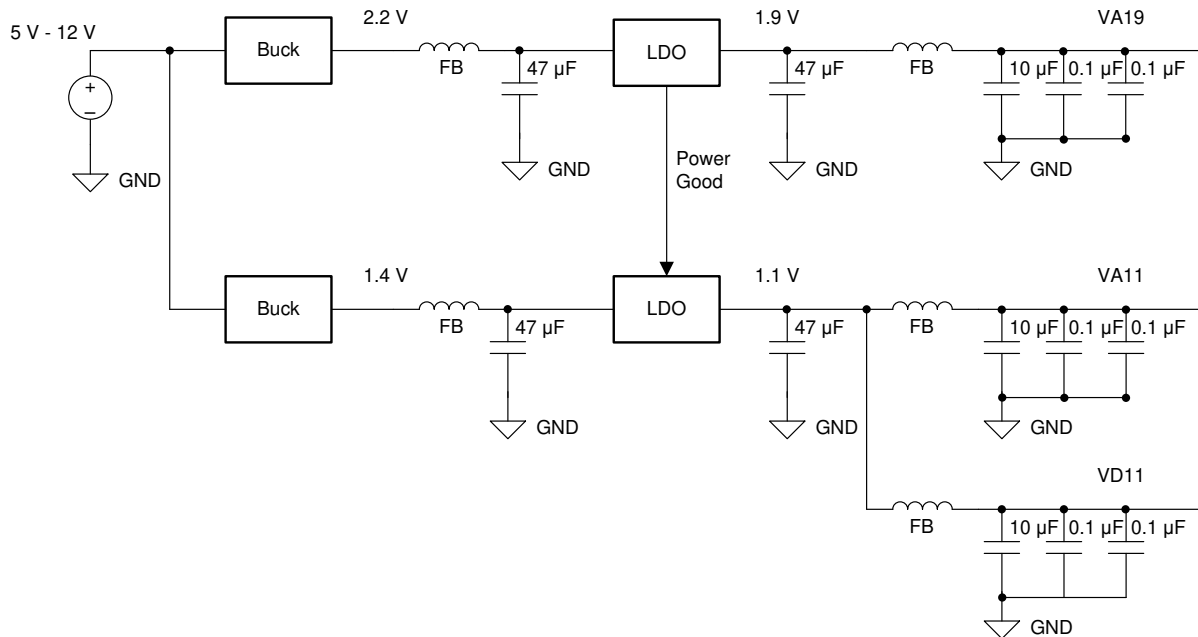 5 V - 12 V
2.2 V
1.9 V
VA19
Buck
FB
47 µF
LDO
47 µF
FB
10 µF
0.1 µF
0.1 µF
+
–
GND
GND
Power
Good
GND
GND
1.4 V
1.1 V
VA11
Buck
FB
47 µF
LDO
47 µF
FB
10 µF
0.1 µF
0.1 µF
GND
GND
GND
VD11
FB
10 µF
0.1 µF
0.1 µF
GND